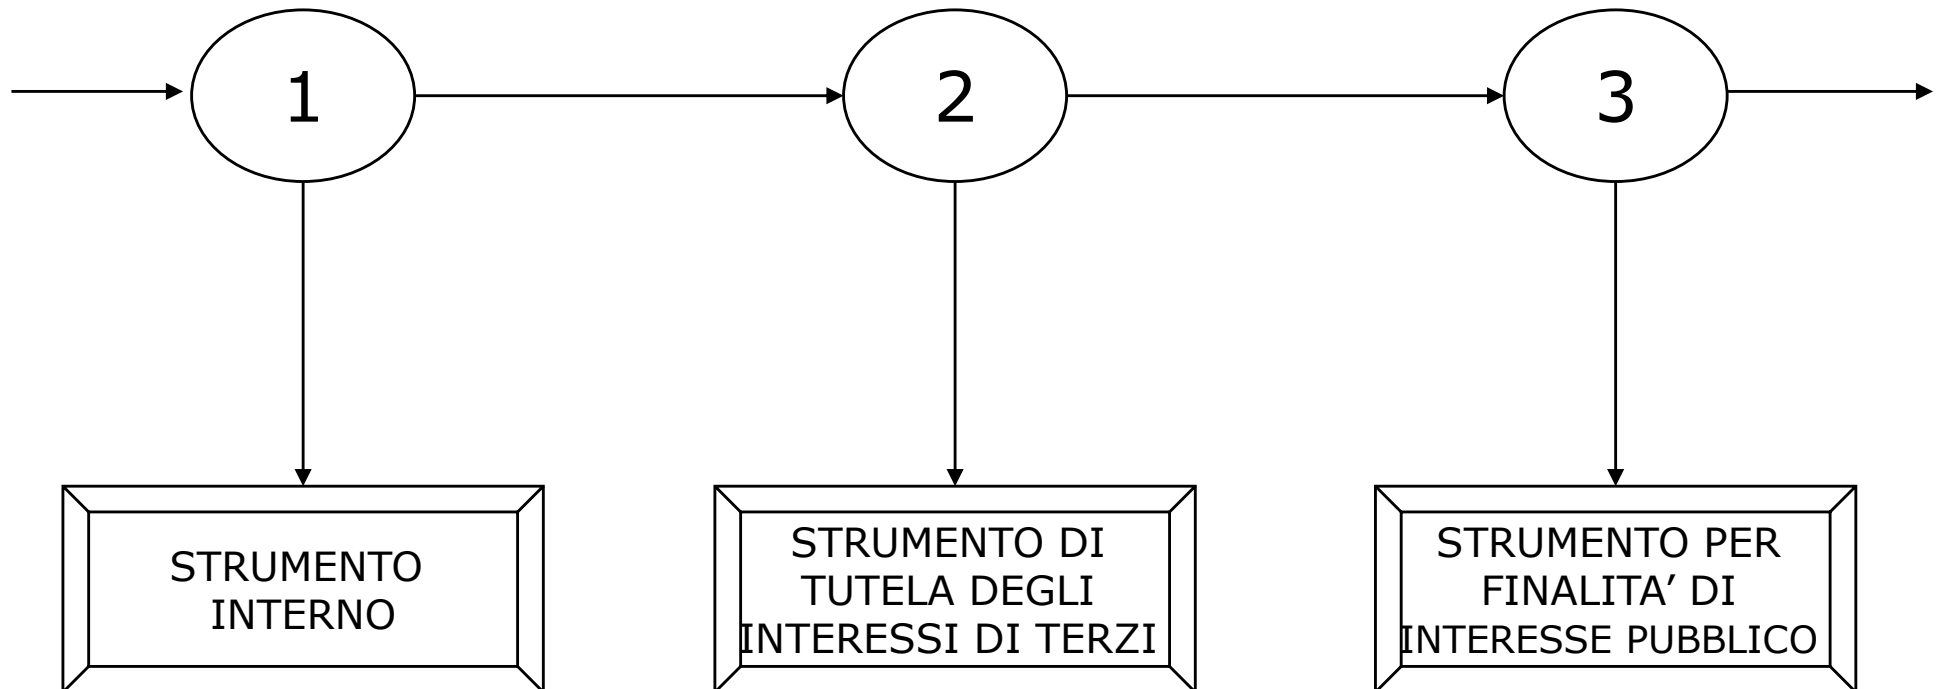 1
2
3
STRUMENTO
INTERNO
STRUMENTO DI
TUTELA DEGLI
INTERESSI DI TERZI
STRUMENTO PER
FINALITA’ DI
INTERESSE PUBBLICO